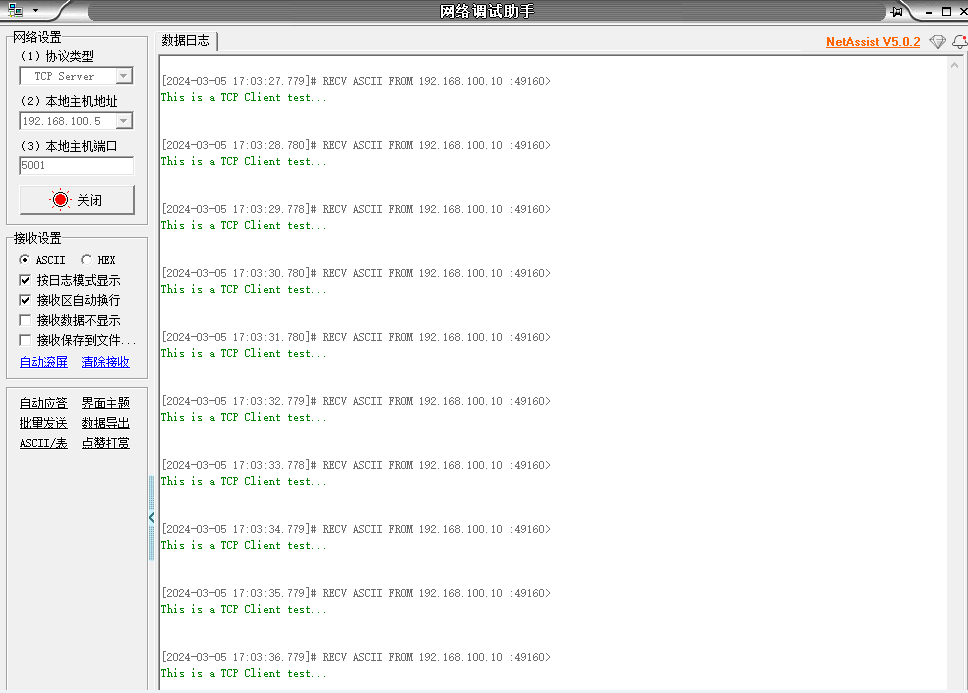 网络调试助手
网络设置
（1）协议类型
TCP Server
（2）本地主机地址
192.168.100.5
（3）本地主机端口
5001
关闭
接收设置
ASCII HEX
按日志模式显示
接收区自动换行
接收数据不显示
接收保存到文件...
自动滚屏 清除接收
自动应答 界面主题
批量发送 数据导出
ASCII/表 点赞打赏
数据日志
NetAssist V5.0.2
[2024-03-05 17:03:27.779]# RECV ASCII FROM 192.168.100.10 :49160>
This is a TCP Client test...
[2024-03-05 17:03:28.780]# RECV ASCII FROM 192.168.100.10 :49160>
This is a TCP Client test...
[2024-03-05 17:03:29.778]# RECV ASCII FROM 192.168.100.10 :49160>
This is a TCP Client test...
[2024-03-05 17:03:30.780]# RECV ASCII FROM 192.168.100.10 :49160>
This is a TCP Client test...
[2024-03-05 17:03:31.780]# RECV ASCII FROM 192.168.100.10 :49160>
This is a TCP Client test...
[2024-03-05 17:03:32.779]# RECV ASCII FROM 192.168.100.10 :49160>
This is a TCP Client test...
[2024-03-05 17:03:33.778]# RECV ASCII FROM 192.168.100.10 :49160>
This is a TCP Client test...
[2024-03-05 17:03:34.779]# RECV ASCII FROM 192.168.100.10 :49160>
This is a TCP Client test...
[2024-03-05 17:03:35.779]# RECV ASCII FROM 192.168.100.10 :49160>
This is a TCP Client test...
[2024-03-05 17:03:36.779]# RECV ASCII FROM 192.168.100.10 :49160>
This is a TCP Client test...